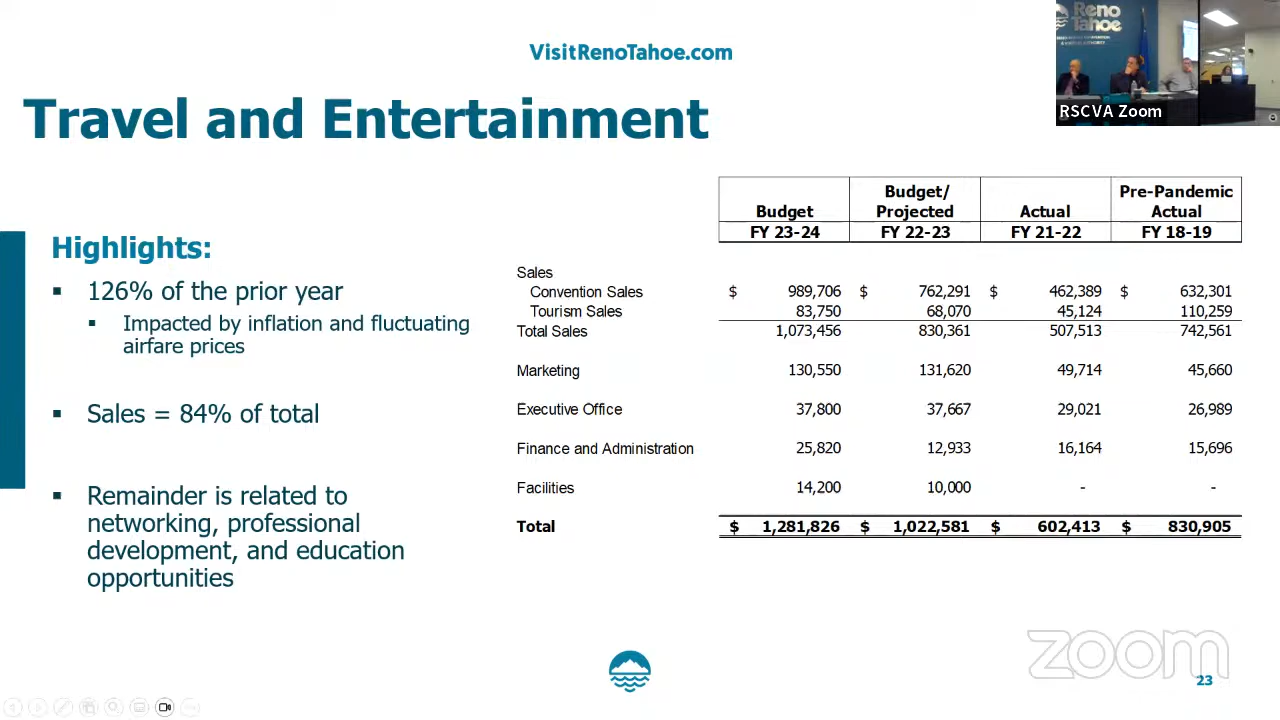 VisitRenoTahoe.com
Reno
Tahoe
RSCVA Zoom
Travel and Entertainment
Highlights:
▪ 126% of the prior year
▪ Impacted by inflation and fluctuating
airfare prices
▪ Sales = 84% of total
▪ Remainder is related to
networking, professional
development, and education
opportunities
Budget Budget/ Projected Actual Pre-Pandemic Actual
FY 23-24 FY 22-23 FY 21-22 FY 18-19
Sales
Convention Sales $ 989,706 $ 762,291 $ 462,389 $ 632,301
Tourism Sales 83,750 68,070 45,124 110,259
Total Sales 1,073,456 830,361 507,513 742,561
Marketing 130,550 131,620 49,714 45,660
Executive Office 37,800 37,667 29,021 26,989
Finance and Administration 25,820 12,933 16,164 15,696
Facilities 14,200 10,000 - -
Total $ 1,281,826 $ 1,022,581 $ 602,413 $ 830,905
zoom
23